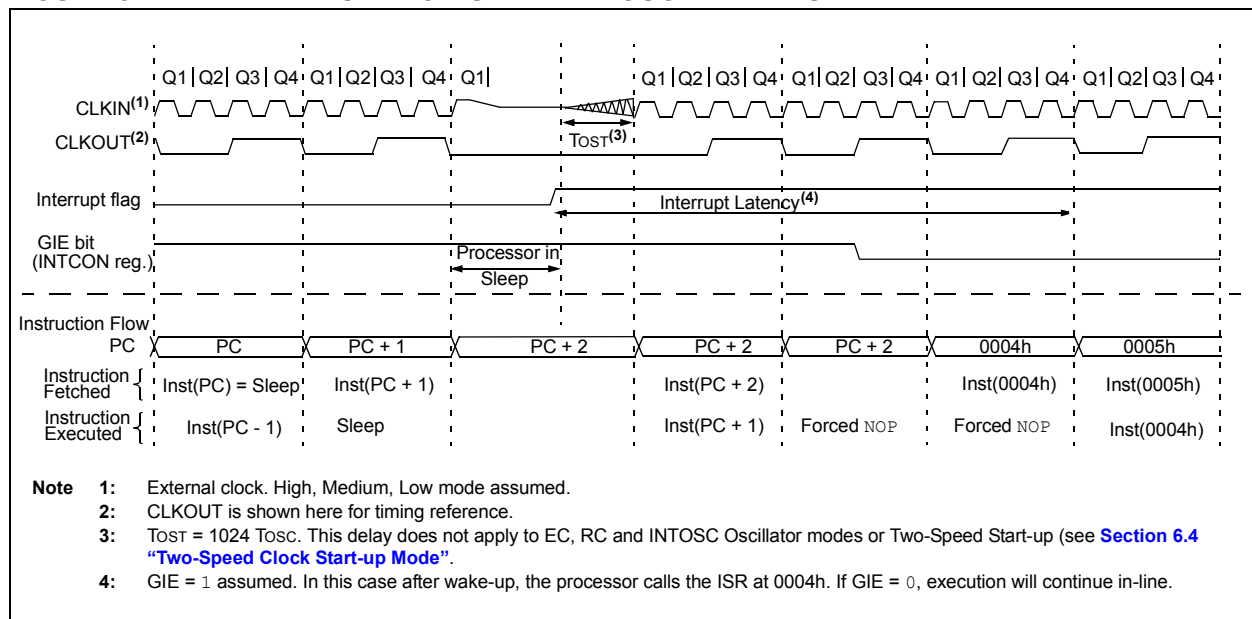 Q1 Q2 Q3 Q4 Q1 Q2 Q3 Q4 Q1 Q1 Q2 Q3 Q4 Q1 Q2 Q3 Q4 Q1 Q2 Q3 Q4 Q1 Q2 Q3 Q4
CLKIN(1)
CLKOUT(2) TOST(3)
Interrupt flag Interrupt Latency(4)
GIE bit
(INTCON reg.) Processor in
Sleep
Instruction Flow
PC PC PC + 1 PC + 2 PC + 2 PC + 2 0004h 0005h
Instruction
Fetched Inst(PC) = Sleep Inst(PC + 1) Inst(PC + 2) Inst(0004h) Inst(0005h)
Instruction
Executed Inst(PC - 1) Sleep Inst(PC + 1) Forced NOP Forced NOP Inst(0004h)
Note 1: External clock. High, Medium, Low mode assumed.
2: CLKOUT is shown here for timing reference.
3: TOST = 1024 TOSC. This delay does not apply to EC, RC and INTOSC Oscillator modes or Two-Speed Start-up (see Section 6.4
“Two-Speed Clock Start-up Mode”.
4: GIE = 1 assumed. In this case after wake-up, the processor calls the ISR at 0004h. If GIE = 0, execution will continue in-line.